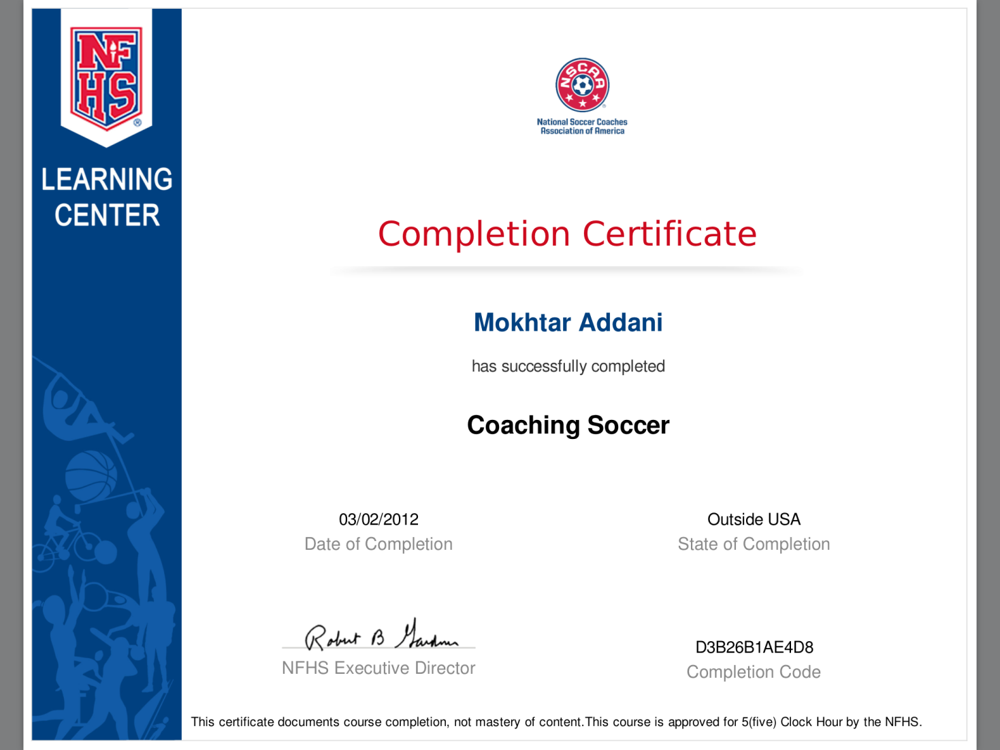 NFHS
®
LEARNING
CENTER
NSCAA
®
National Soccer Coaches
Association of America
Completion Certificate
Mokhtar Addani
has successfully completed
Coaching Soccer
03/02/2012
Date of Completion
Outside USA
State of Completion
Robert B Gardner
NFHS Executive Director
D3B26B1AE4D8
Completion Code
This certificate documents course completion, not mastery of content.This course is approved for 5(five) Clock Hour by the NFHS.